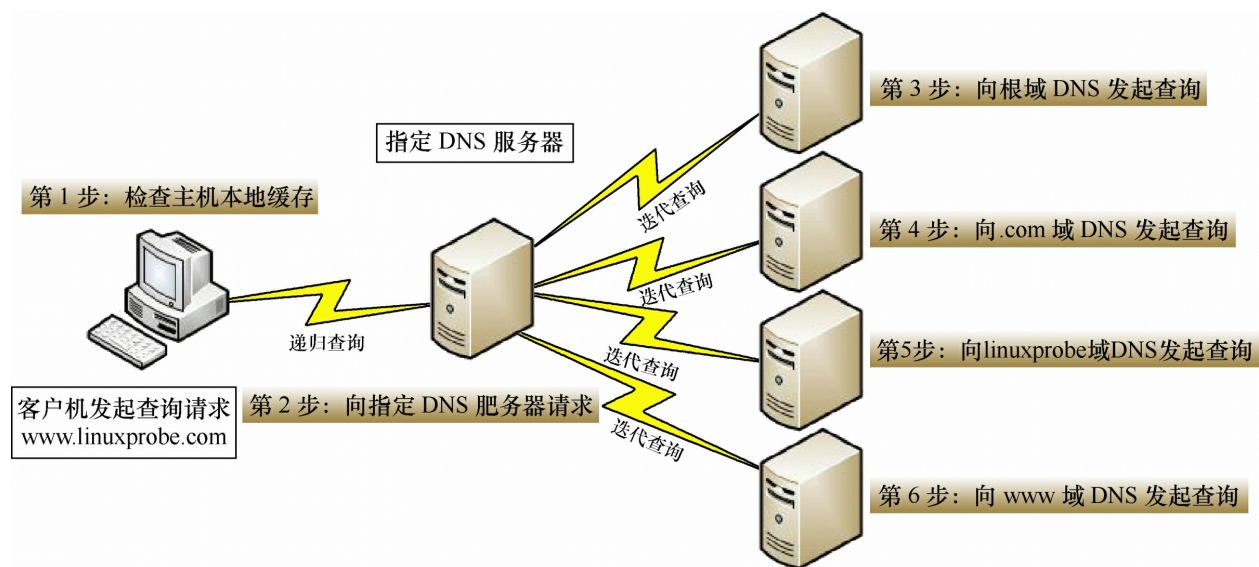 第 3 步：向根域 DNS 发起查询
指定 DNS 服务器
迭代查询
第 1 步：检查主机本地缓存
第 4 步：向.com 域 DNS 发起查询
迭代查询
递归查询
迭代查询
第5步：向linuxprobe域DNS发起查询
客户机发起查询请求
www.linuxprobe.com
第 2 步：向指定 DNS 肥务器请求
迭代查询
第 6 步：向 www 域 DNS 发起查询